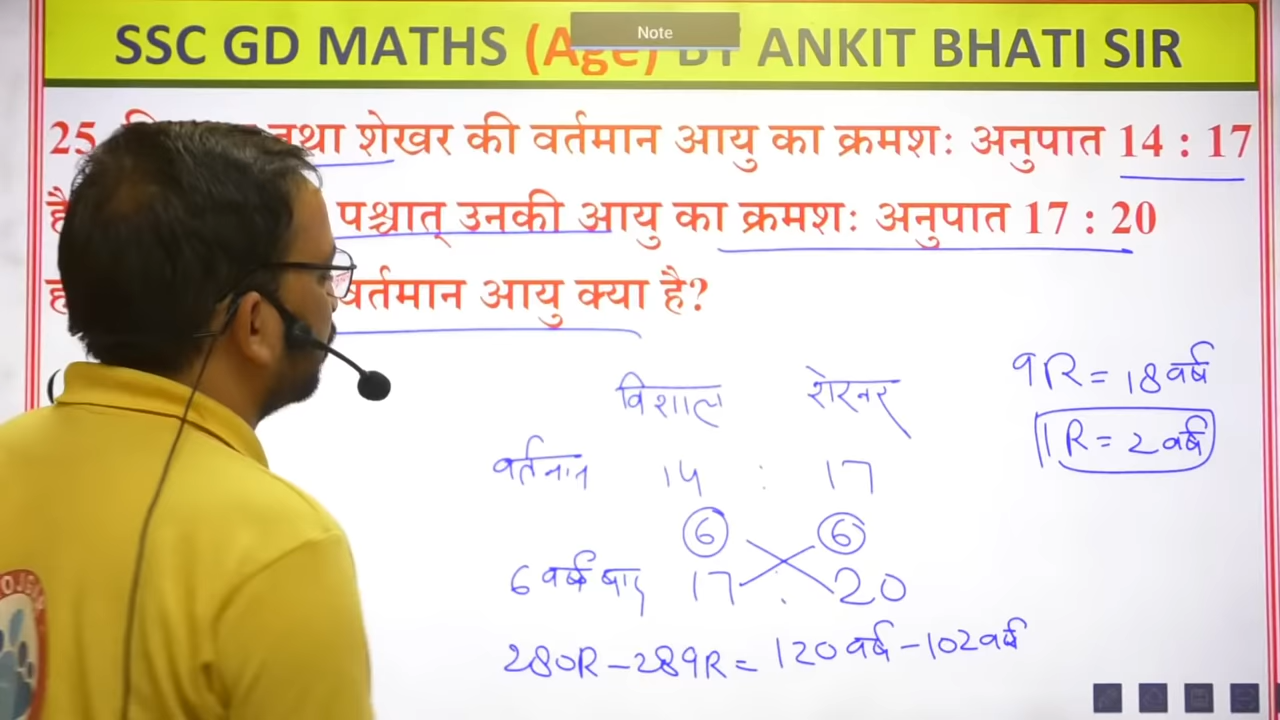 SSC GD MATHS (Age) BY ANKIT BHATI SIR
Note
25 तथा शेखर की वर्तमान आयु का क्रमशः अनुपात 14 : 17
है पश्चात् उनकी आयु का क्रमशः अनुपात 17 : 20
वर्तमान आयु क्या है?
विशाल शेखर
9R = 18 वर्ष
1R = 2 वर्ष
वर्तमान 14 : 17
6 6
6 वर्ष बाद 17 : 20
280R - 289R = 120 वर्ष - 102 वर्ष